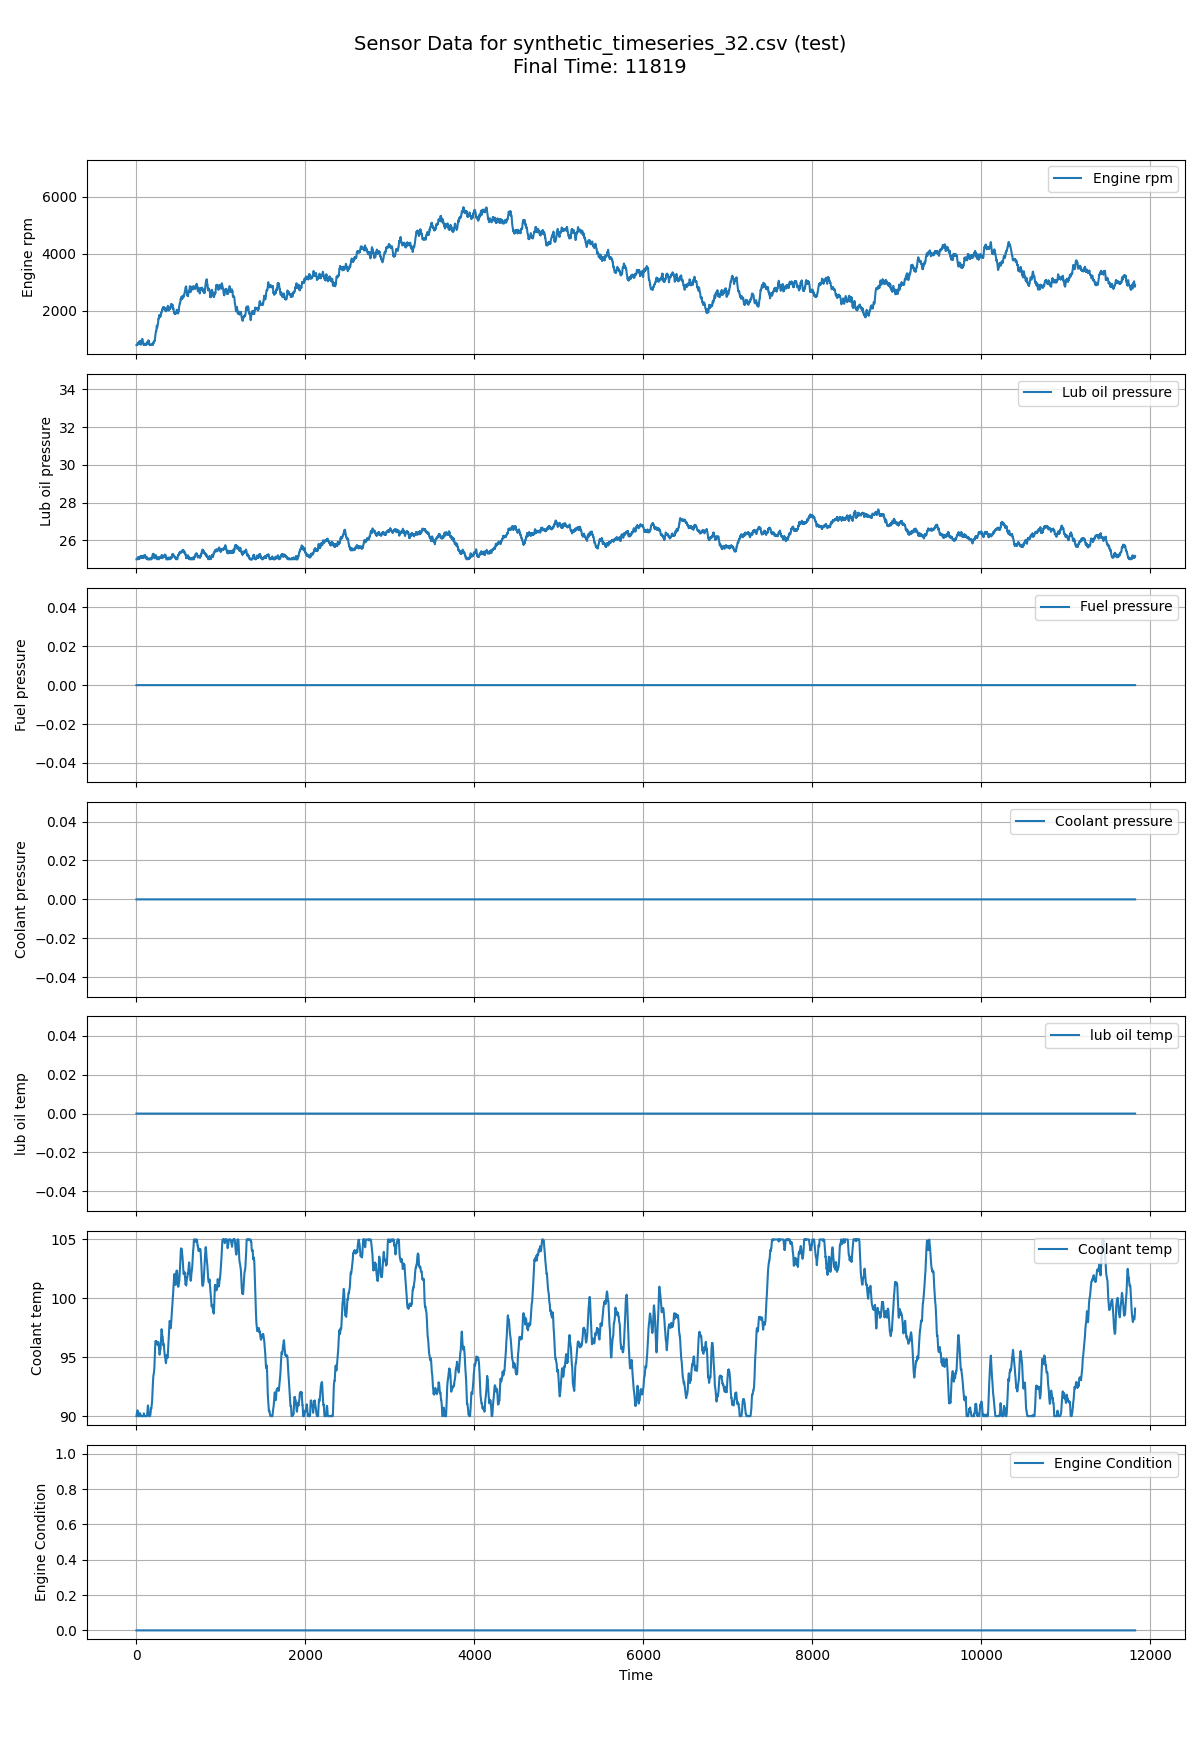 Sensor Data for synthetic_timeseries_32.csv (test)
Final Time: 11819
Engine rpm
6000
4000
2000
Engine rpm
Lub oil pressure
34
32
30
28
26
Lub oil pressure
Fuel pressure
0.04
0.02
0.00
−0.02
−0.04
Fuel pressure
Coolant pressure
0.04
0.02
0.00
−0.02
−0.04
Coolant pressure
lub oil temp
0.04
0.02
0.00
−0.02
−0.04
lub oil temp
Coolant temp
105
100
95
90
Coolant temp
Engine Condition
1.0
0.8
0.6
0.4
0.2
0.0
Engine Condition
0 2000 4000 6000 8000 10000 12000
Time